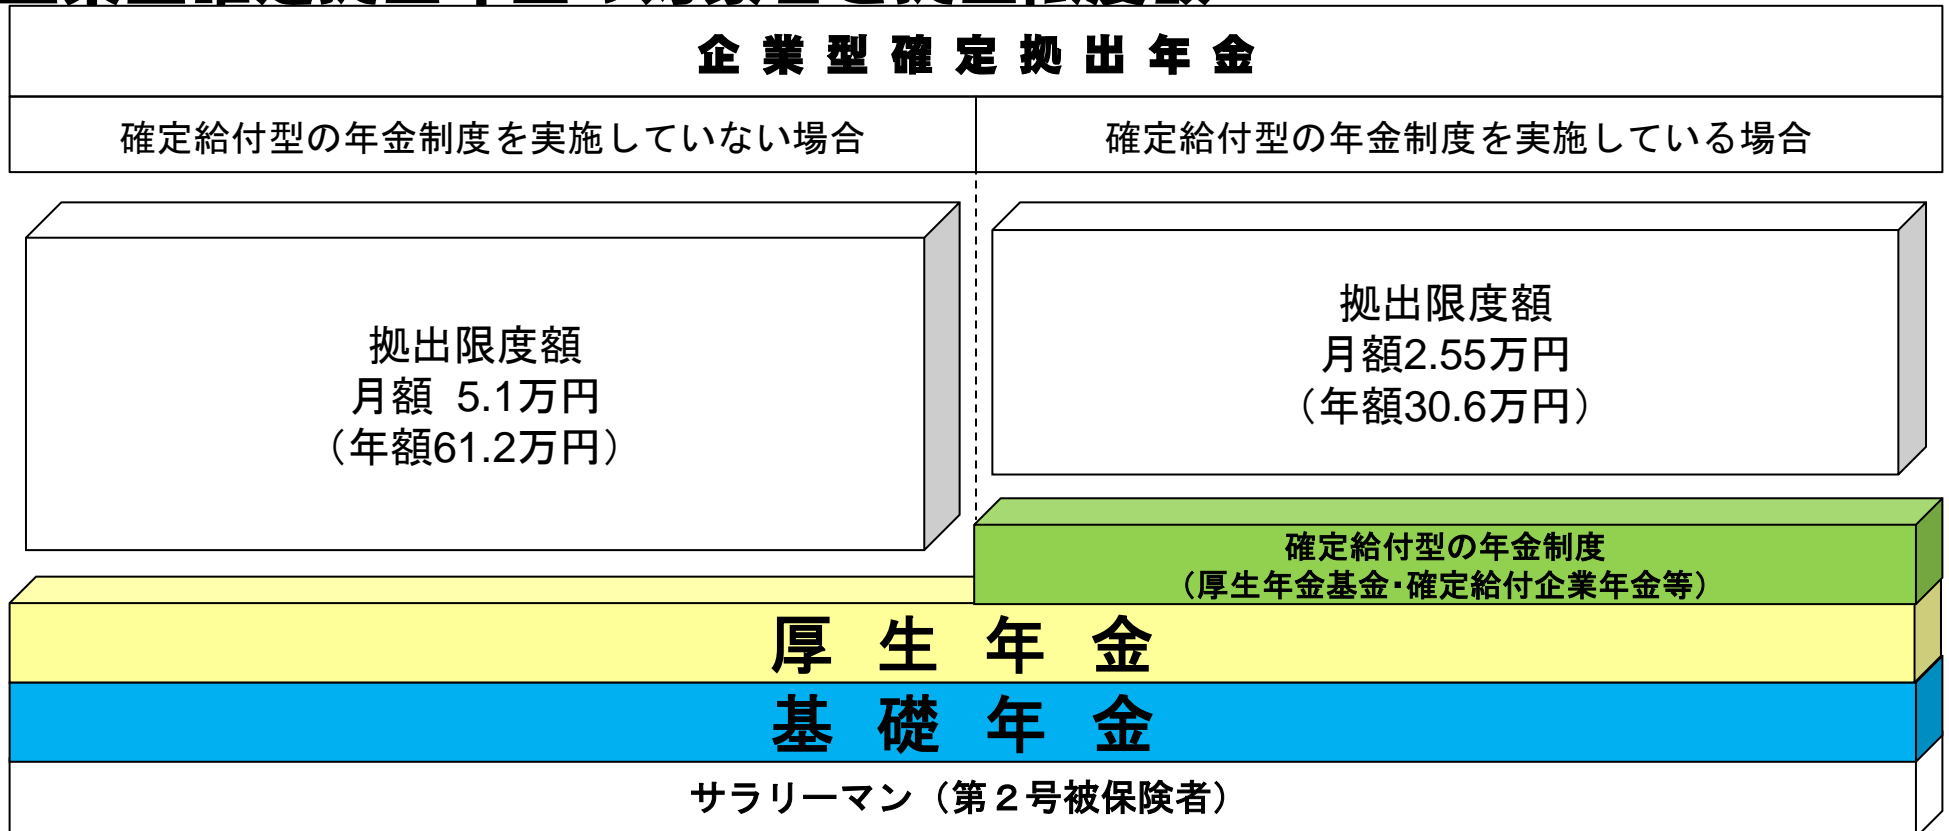 企業型確定拠出年金
確定給付型の年金制度を実施していない場合
確定給付型の年金制度を実施している場合
拠出限度額
月額 5.1万円
（年額61.2万円）
拠出限度額
月額2.55万円
（年額30.6万円）
確定給付型の年金制度
（厚生年金基金・確定給付企業年金等）
厚生年金
基礎年金
サラリーマン（第２号被保険者）